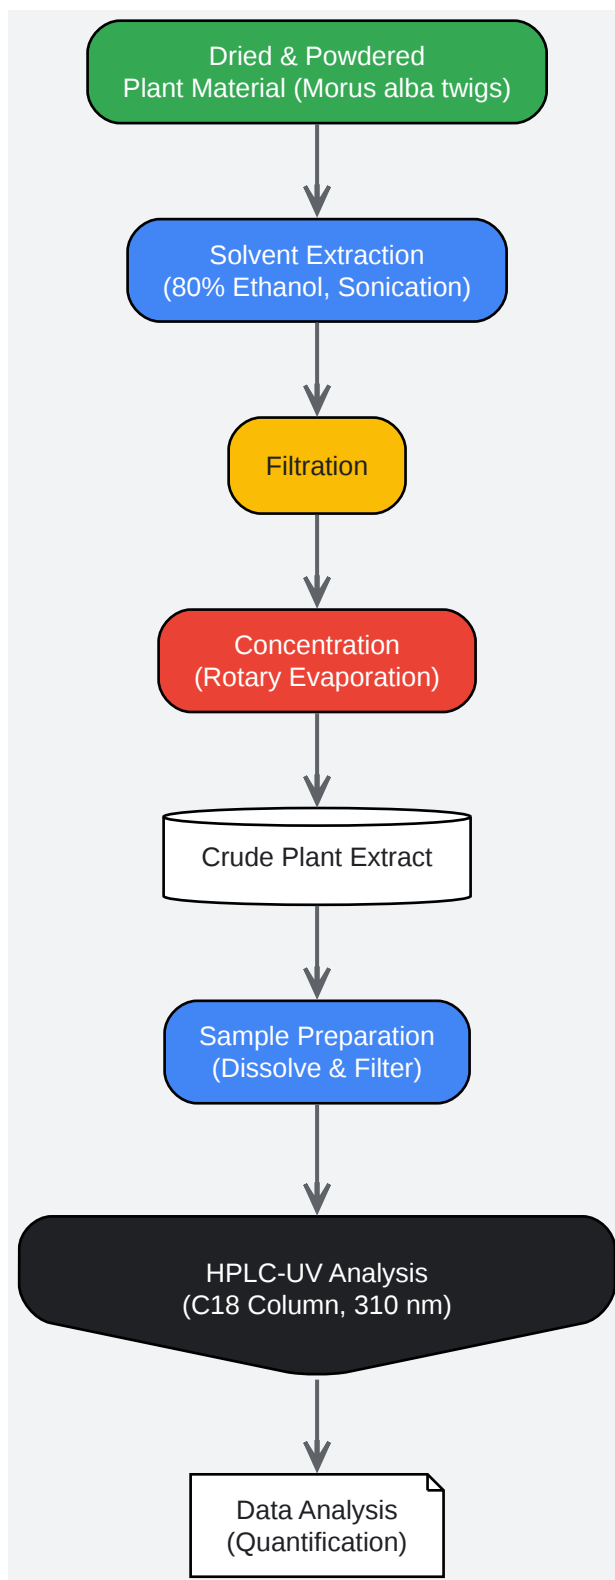 Dried & Powdered
Plant Material (Morus alba twigs)
Solvent Extraction
(80% Ethanol, Sonication)
Filtration
Concentration
(Rotary Evaporation)
Crude Plant Extract
Sample Preparation
(Dissolve & Filter)
HPLC-UV Analysis
(C18 Column, 310 nm)
Data Analysis
(Quantification)